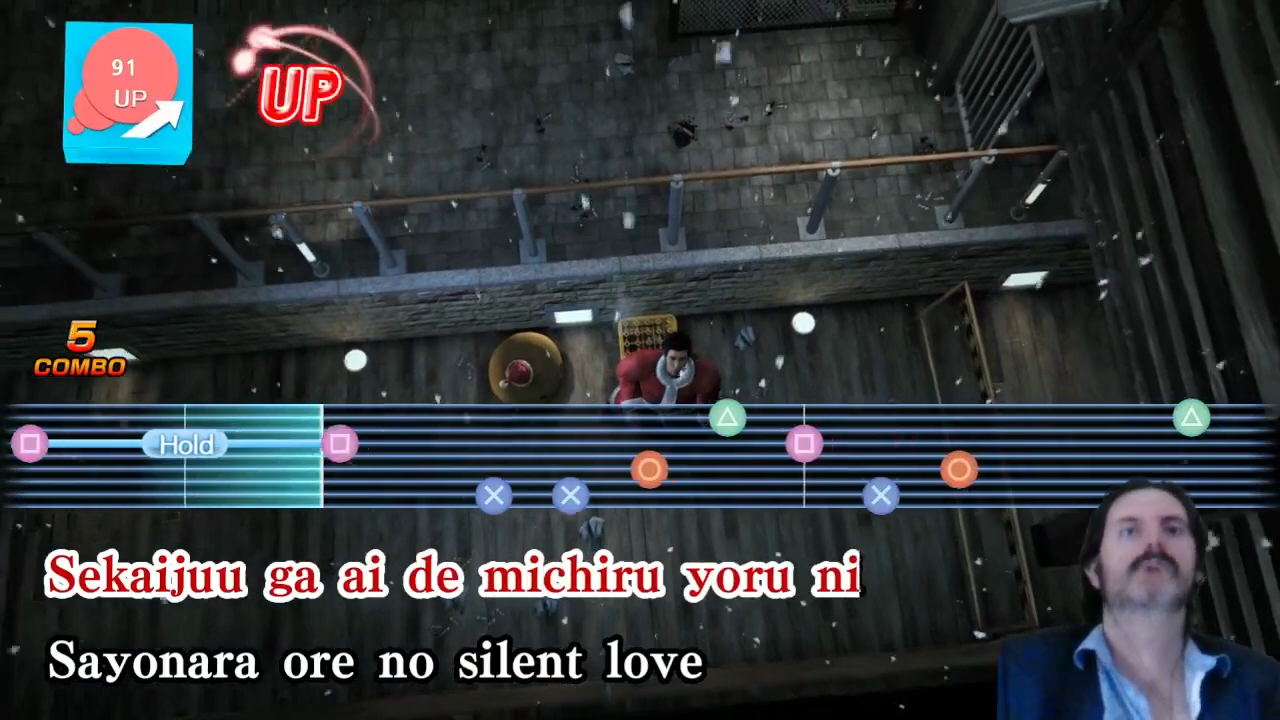 91
UP
UP
5
COMBO
Hold
Sekaijuu ga ai de michiru yoru ni
Sayonara ore no silent love